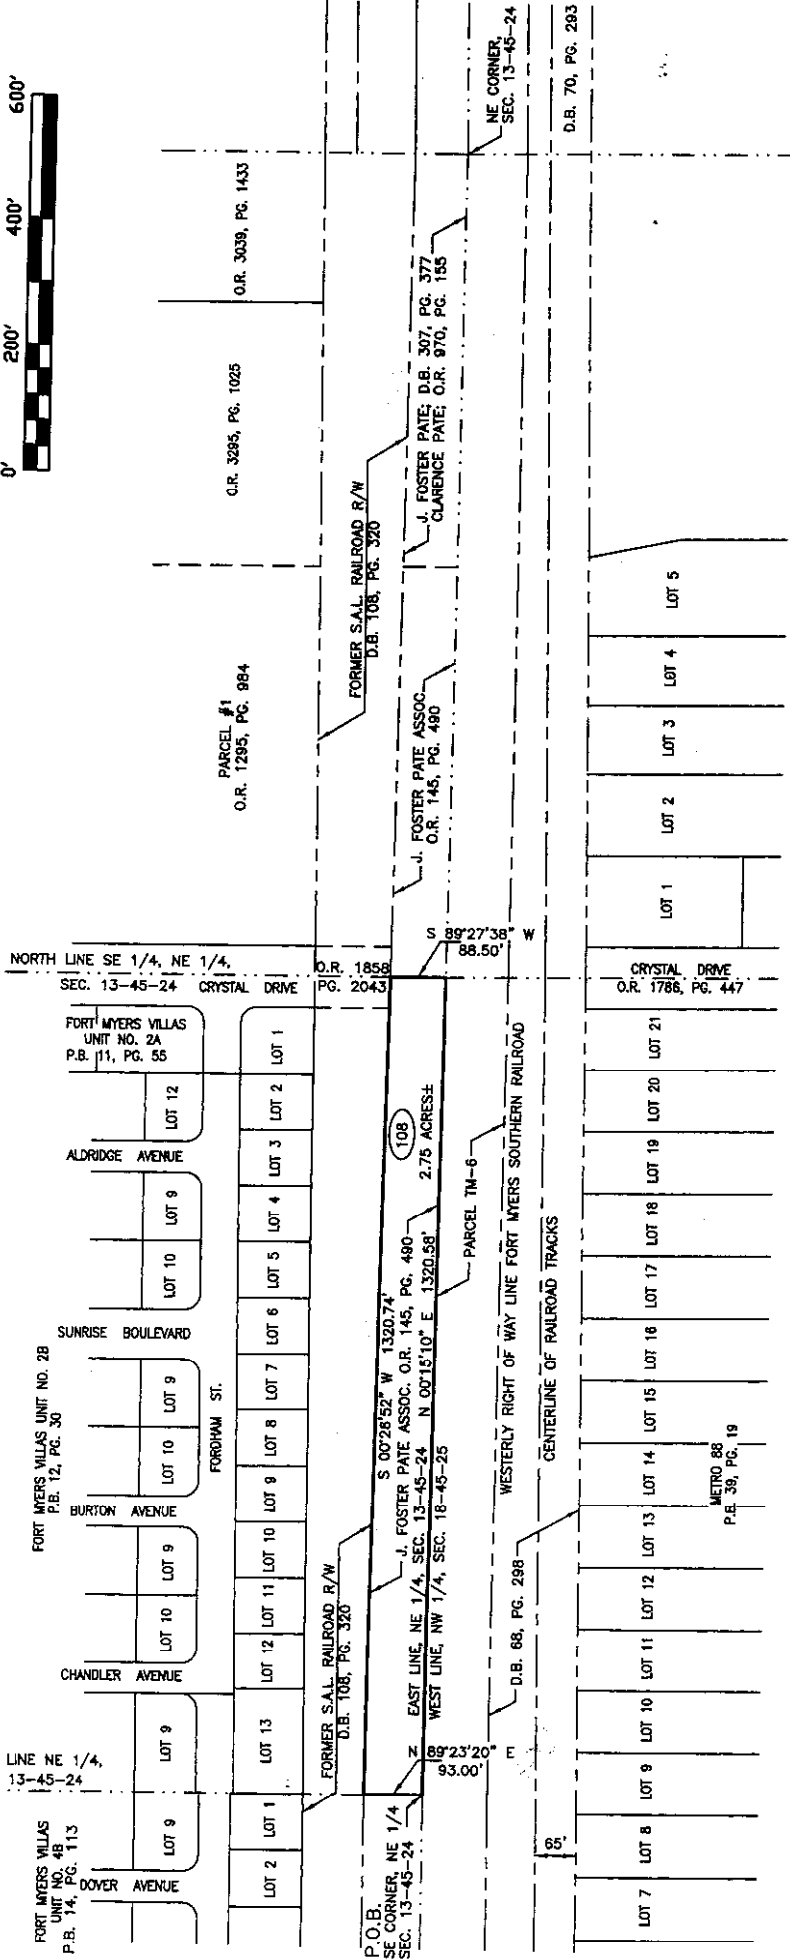 0' 200' 400' 600'
NE CORNER,
SEC. 13-45-24
D.B. 70, PG. 293
O.R. 3039, PG. 1433
O.R. 3295, PG. 1025
J. FOSTER PATE; D.B. 307, PG. 377
CLARENCE PATE; O.R. 970, PG. 155
FORMER S.A.L. RAILROAD R/W
D.B. 108, PG. 320
PARCEL #1
O.R. 1295, PG. 984
J. FOSTER PATE ASSOC.
O.R. 145, PG. 490
LOT 5
LOT 4
LOT 3
LOT 2
LOT 1
S 89°27'38" W
88.50'
NORTH LINE SE 1/4, NE 1/4,
SEC. 13-45-24
CRYSTAL DRIVE
O.R. 1858
PG. 2043
CRYSTAL DRIVE
O.R. 1786, PG. 447
FORT MYERS VILLAS
UNIT NO. 2A
P.B. 11, PG. 55
LOT 12
ALDRIDGE AVENUE
LOT 9
LOT 10
SUNRISE BOULEVARD
LOT 9
LOT 10
BURTON AVENUE
LOT 9
LOT 10
CHANDLER AVENUE
LOT 9
LOT 9
DOVER AVENUE
FORT MYERS VILLAS UNIT NO. 2B
P.B. 12, PG. 30
FORDHAM ST.
LOT 1
LOT 2
LOT 3
LOT 4
LOT 5
LOT 6
LOT 7
LOT 8
LOT 9
LOT 10
LOT 11
LOT 12
LOT 13
LOT 1
LOT 2
108
2.75 ACRES±
S 00°28'52" W 1320.74'
J. FOSTER PATE ASSOC. O.R. 145, PG. 490
EAST LINE, NE 1/4, SEC. 13-45-24
N 00°15'10" E 1320.58'
WEST LINE, NW 1/4, SEC. 18-45-25
PARCEL TM-6
WESTERLY RIGHT OF WAY LINE FORT MYERS SOUTHERN RAILROAD
CENTERLINE OF RAILROAD TRACKS
D.B. 68, PG. 298
FORMER S.A.L. RAILROAD R/W
D.B. 108, PG. 320
LOT 21
LOT 20
LOT 19
LOT 18
LOT 17
LOT 16
LOT 15
LOT 14
LOT 13
LOT 12
LOT 11
LOT 10
LOT 9
LOT 8
LOT 7
METRO 88
P.B. 39, PG. 19
N 89°23'20" E
93.00'
LINE NE 1/4,
13-45-24
FORT MYERS VILLAS
UNIT NO. 4B
P.B. 14, PG. 113
P.O.B.
SE CORNER, NE 1/4
SEC. 13-45-24
65'